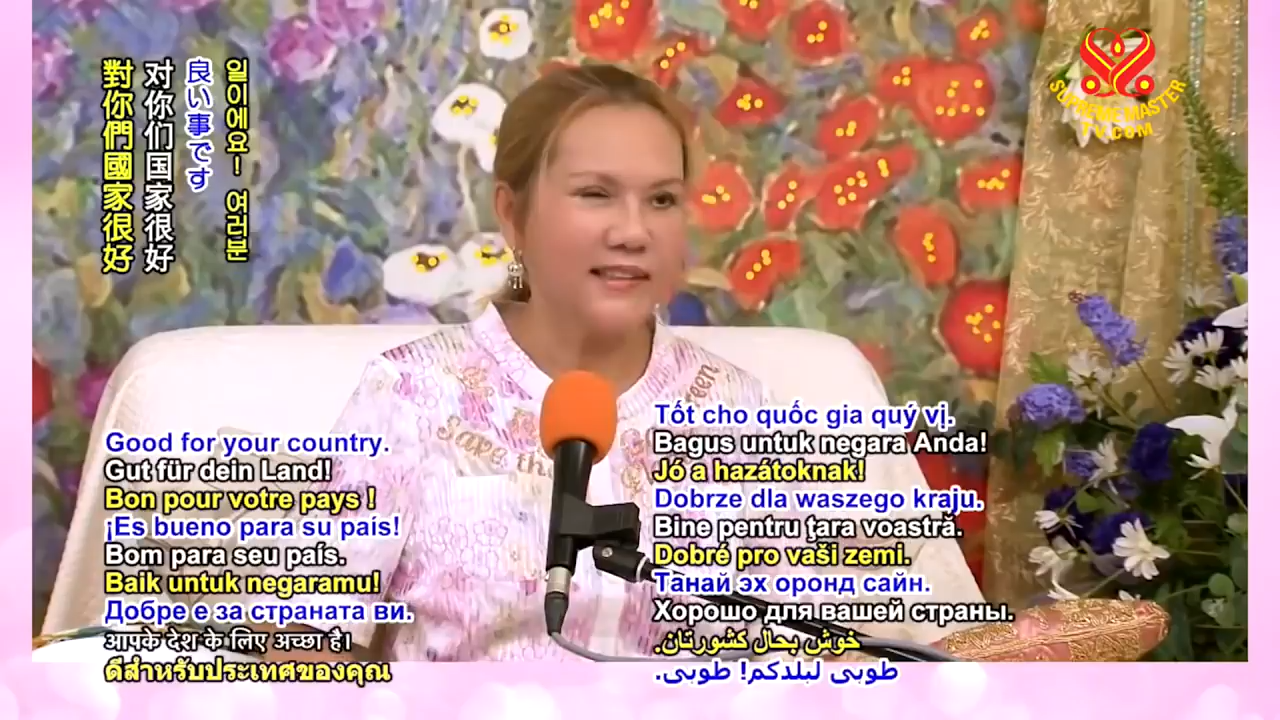 일이에요! 여러분
良い事です
对你们国家很好
對你們國家很好
SUPREME MASTER
TV.COM
Good for your country.
Gut für dein Land!
Bon pour votre pays !
¡Es bueno para su país!
Bom para seu país.
Baik untuk negaramu!
Добре е за страната ви.
आपके देश के लिए अच्छा है।
ดีสำหรับประเทศของคุณ
Tốt cho quốc gia quý vị.
Bagus untuk negara Anda!
Jó a hazátoknak!
Dobrze dla waszego kraju.
Bine pentru ţara voastră.
Dobré pro vaši zemi.
Танай эх оронд сайн.
Хорошо для вашей страны.
خوش بحال کشورتان.
طوبى لبلدكم! طوبى.
Save the
reen